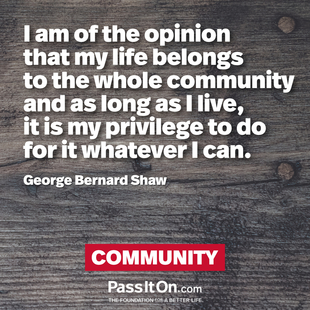 I am of the opinion
that my life belongs
to the whole community
and as long as I live,
it is my privilege to do
for it whatever I can.
George Bernard Shaw
COMMUNITY
PassItOn.com
THE FOUNDATION FOR A BETTER LIFE.